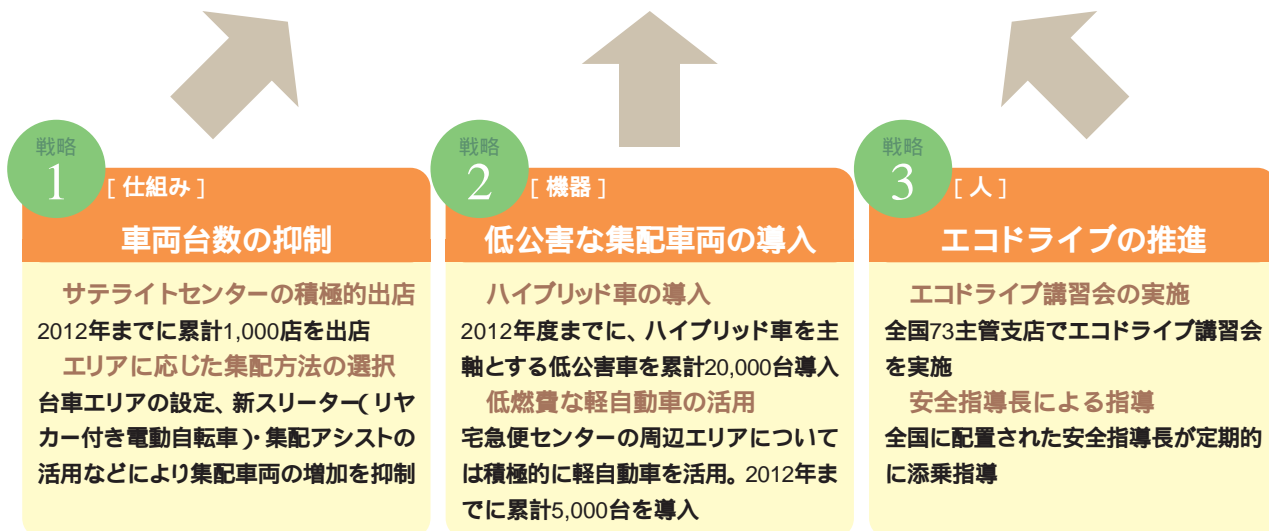 戦略
1
[ 仕組み ]
車両台数の抑制
サテライトセンターの積極的出店
2012年までに累計1,000店を出店
エリアに応じた集配方法の選択
台車エリアの設定、新スリーター(リヤ
カー付き電動自転車)・集配アシストの
活用などにより集配車両の増加を抑制
戦略
2
[ 機器 ]
低公害な集配車両の導入
ハイブリッド車の導入
2012年度までに、ハイブリッド車を主
軸とする低公害車を累計20,000台導入
低燃費な軽自動車の活用
宅急便センターの周辺エリアについて
は積極的に軽自動車を活用。2012年ま
でに累計5,000台を導入
戦略
3
[ 人 ]
エコドライブの推進
エコドライブ講習会の実施
全国73主管支店でエコドライブ講習会
を実施
安全指導長による指導
全国に配置された安全指導長が定期的
に添乗指導